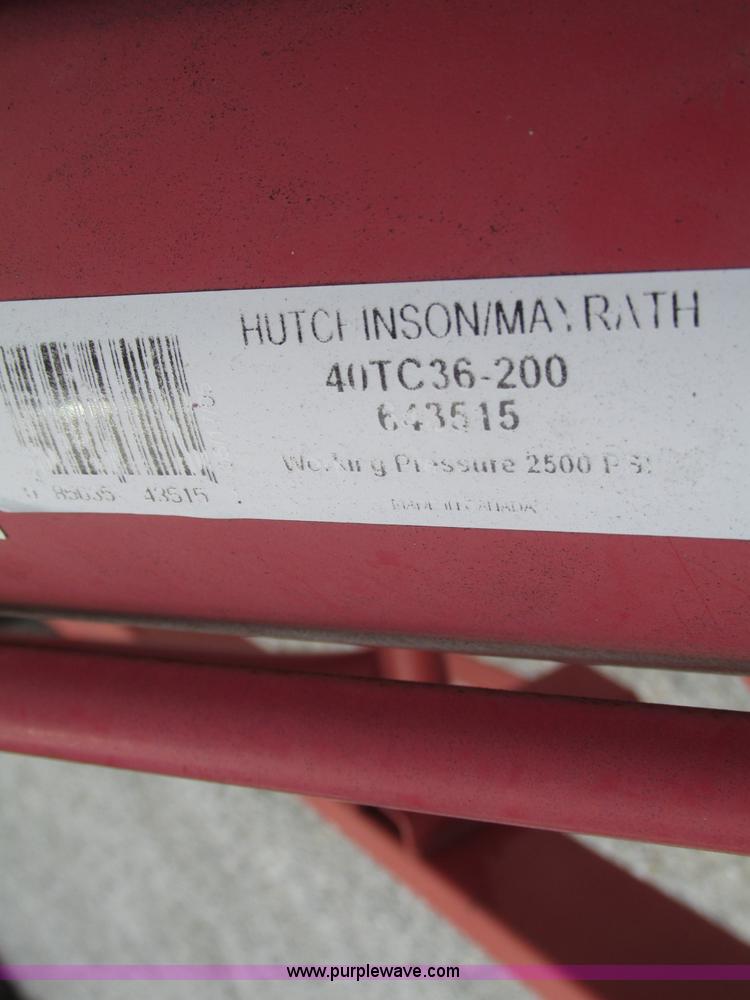 HUTCHINSON/MAYRATH
40TC36-200
643515
Working Pressure 2500 PSI
MADE IN CANADA
43515
www.purplewave.com